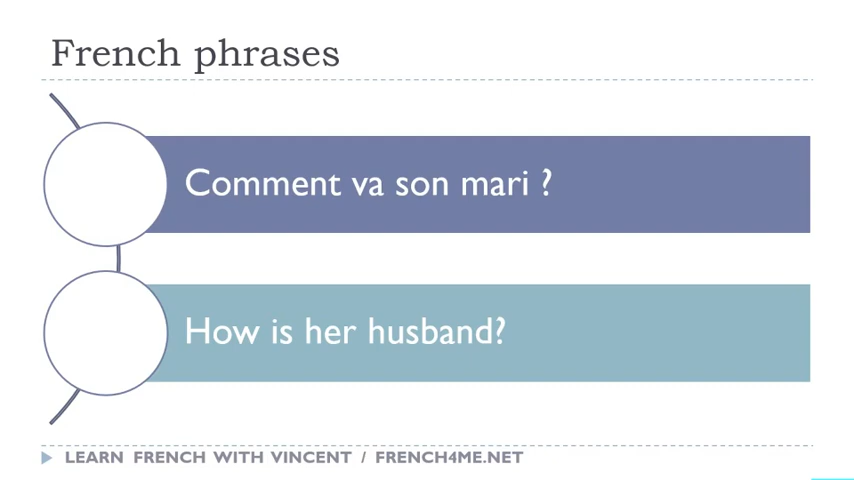 French phrases
Comment va son mari ?
How is her husband?
LEARN FRENCH WITH VINCENT / FRENCH4ME.NET